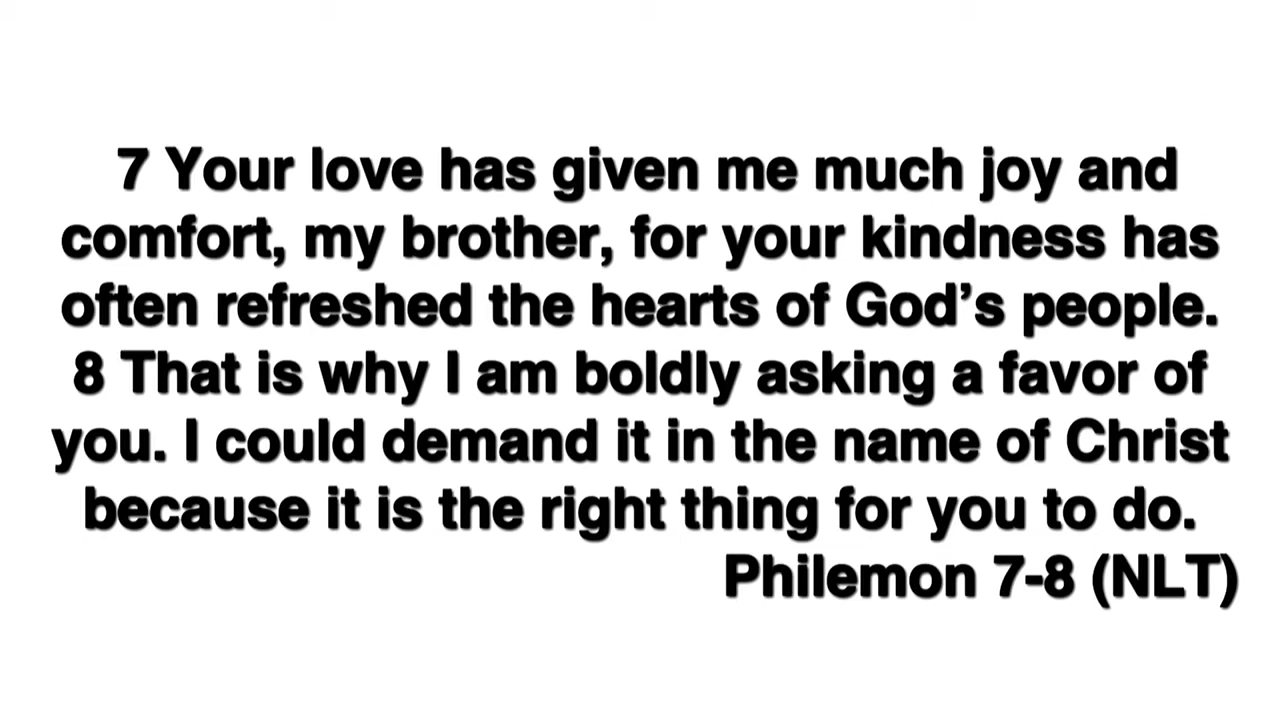 7 Your love has given me much joy and
comfort, my brother, for your kindness has
often refreshed the hearts of God’s people.
8 That is why I am boldly asking a favor of
you. I could demand it in the name of Christ
because it is the right thing for you to do.
Philemon 7-8 (NLT)